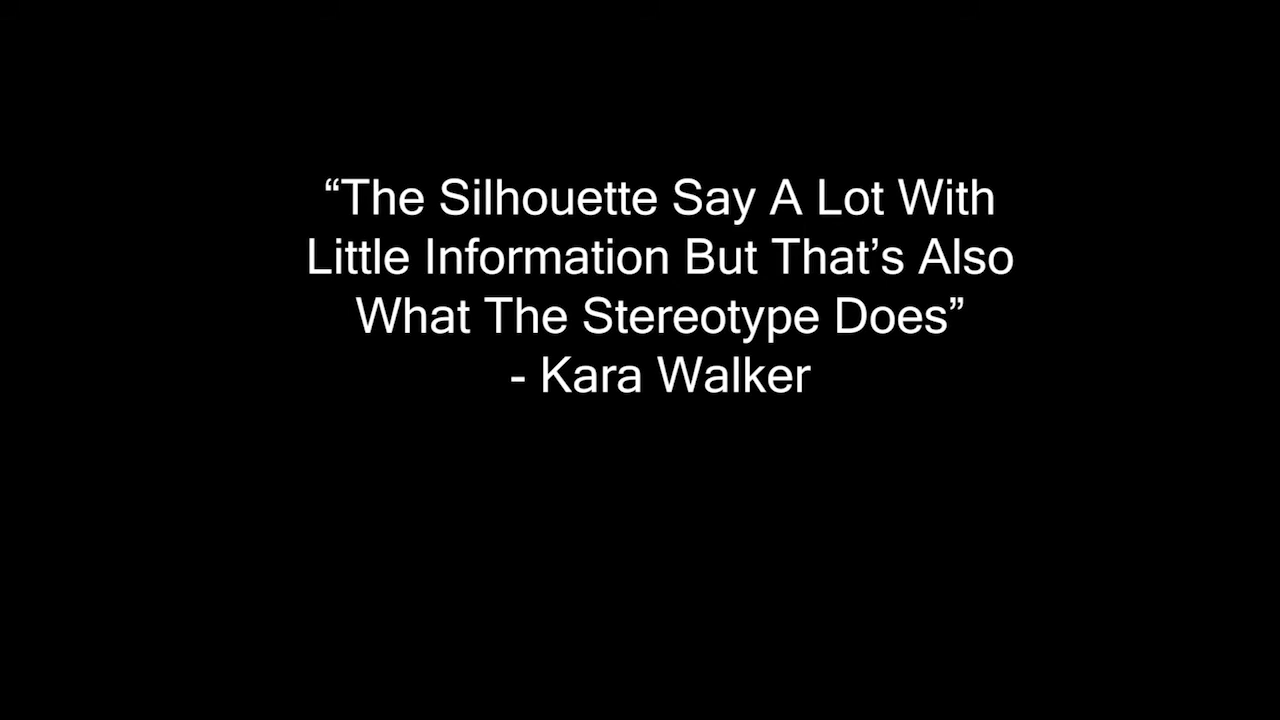 “The Silhouette Say A Lot With
Little Information But That’s Also
What The Stereotype Does”
- Kara Walker